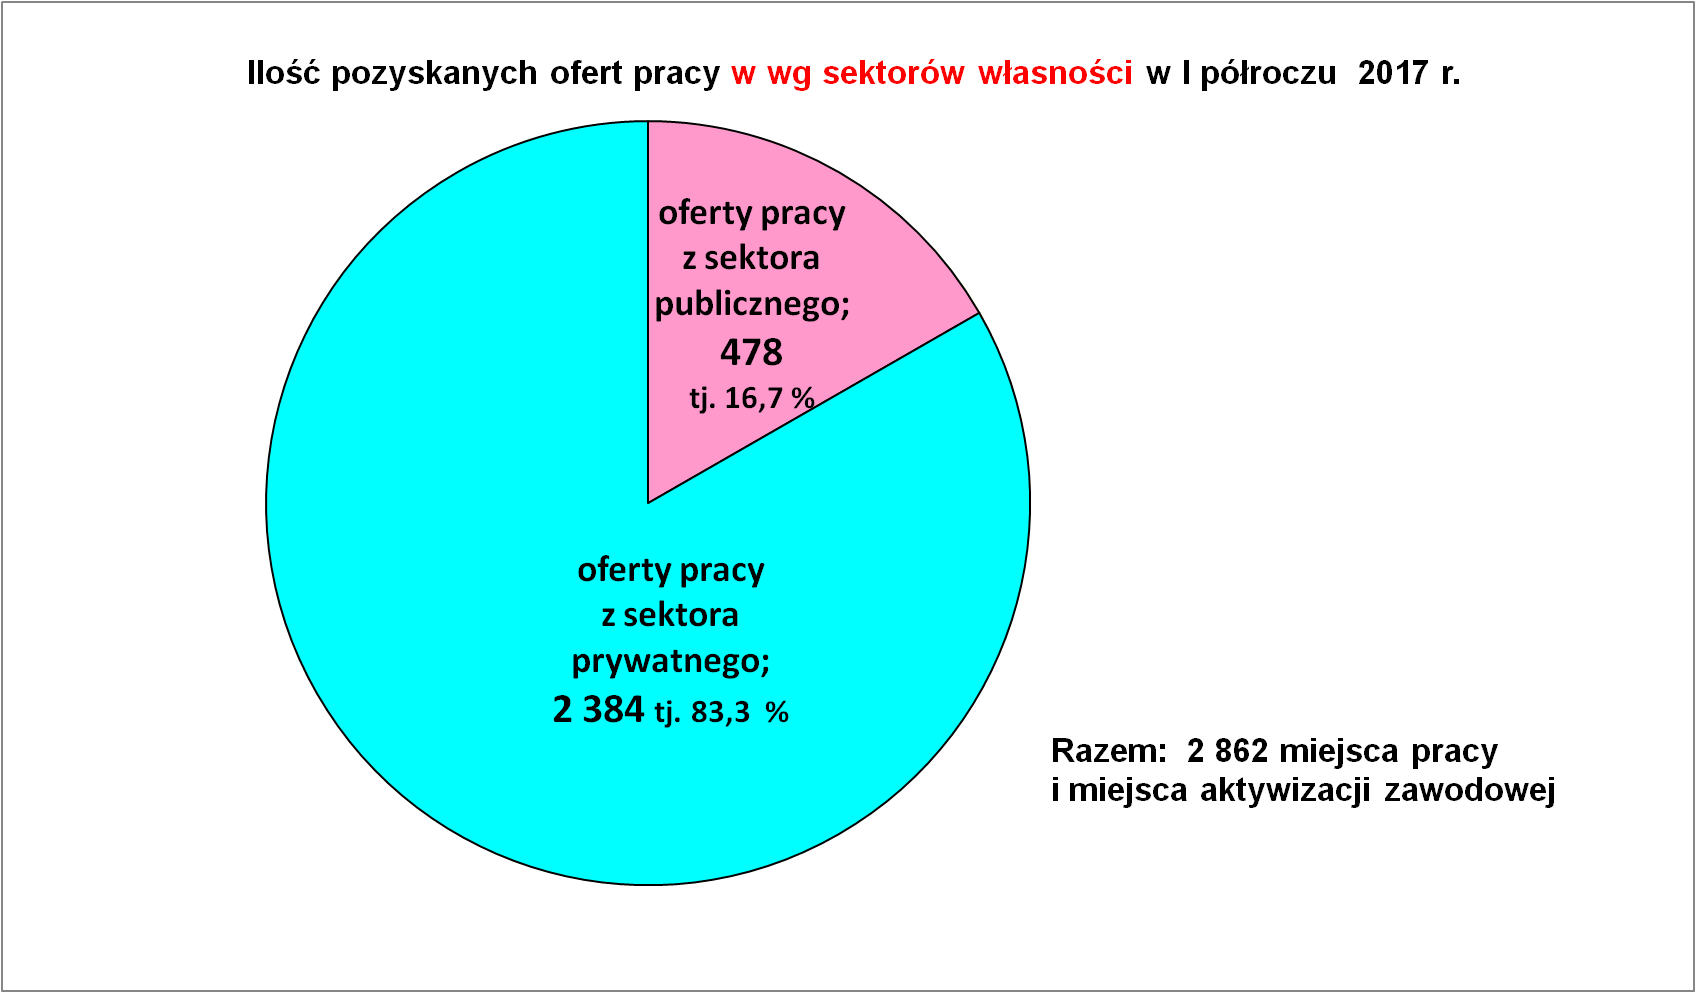 Ilość pozyskanych ofert pracy w wg sektorów własności w I półroczu 2017 r.
oferty pracy
z sektora
publicznego;
478
tj. 16,7 %
oferty pracy
z sektora
prywatnego;
2 384 tj. 83,3 %
Razem: 2 862 miejsca pracy
i miejsca aktywizacji zawodowej